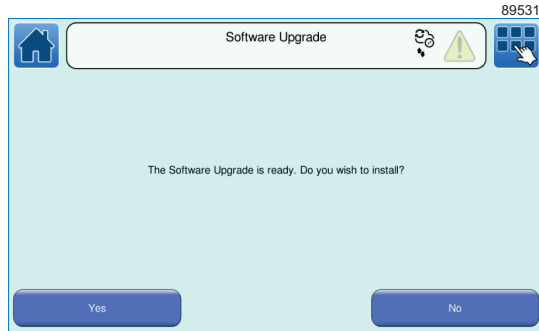 89531
Software Upgrade
The Software Upgrade is ready. Do you wish to install?
Yes
No